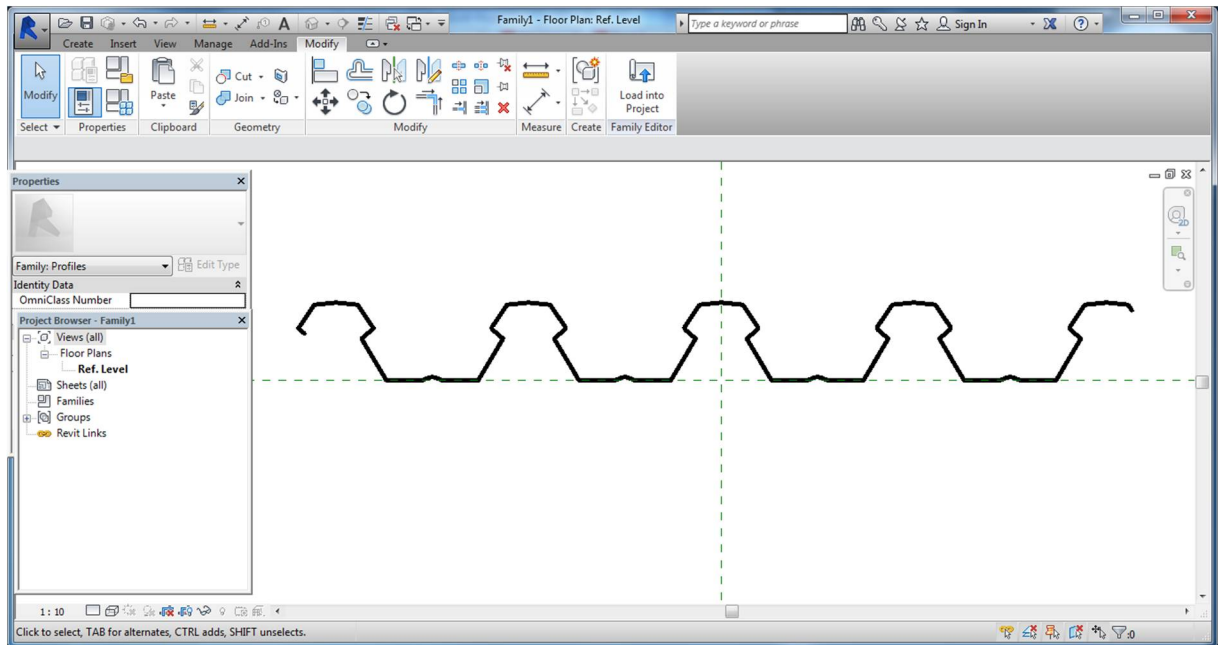 Family1 - Floor Plan: Ref. Level
Type a keyword or phrase
Sign In
Create Insert View Manage Add-Ins Modify
Modify
Paste
Cut
Join
Load into
Project
Select Properties Clipboard Geometry Modify Measure Create Family Editor
Properties
Family: Profiles
Edit Type
Identity Data
OmniClass Number
Project Browser - Family1
Views (all)
Floor Plans
Ref. Level
Sheets (all)
Families
Groups
Revit Links
2D
1 : 10
Click to select, TAB for alternates, CTRL adds, SHIFT unselects.
:0